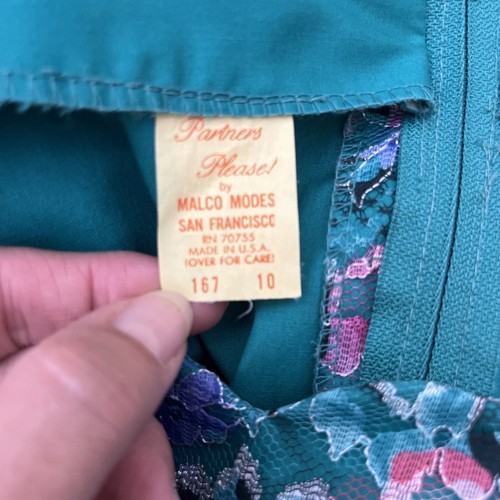 Partners
Please!
by
MALCO MODES
SAN FRANCISCO
RN 70755
MADE IN U.S.A.
(OVER FOR CARE)
167 10